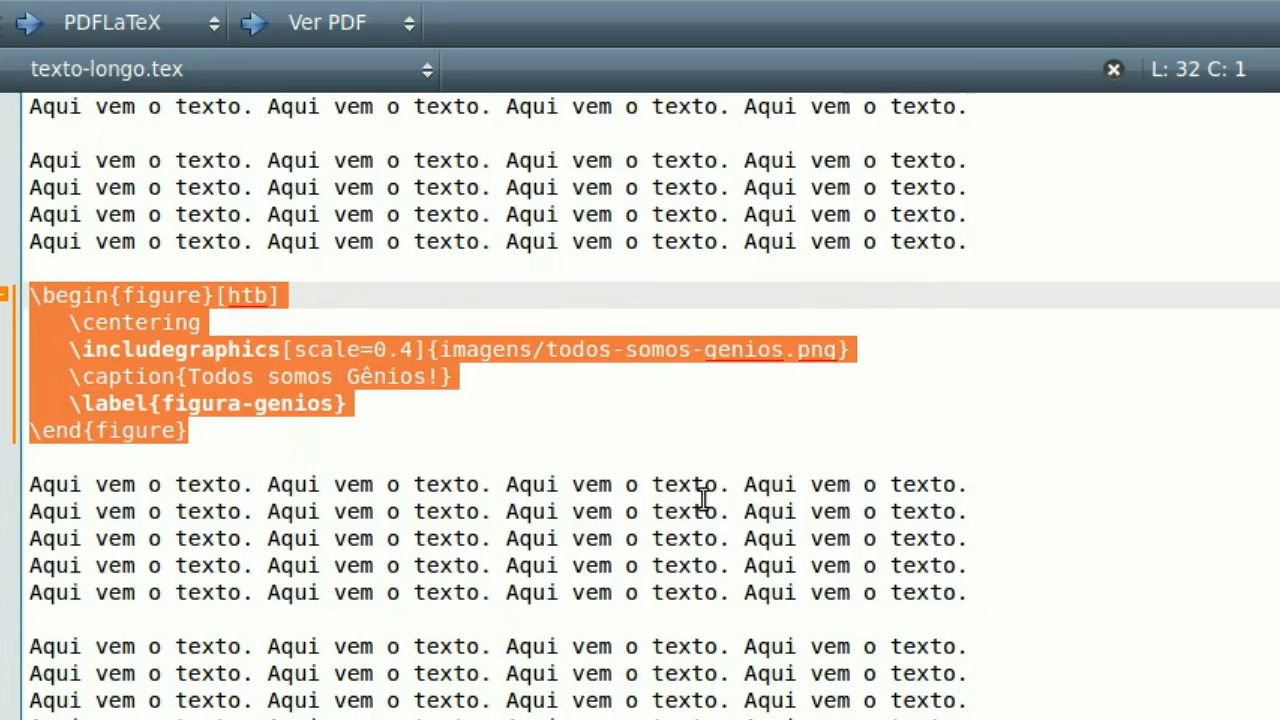 PDFLaTeX Ver PDF
texto-longo.tex L: 32 C: 1
Aqui vem o texto. Aqui vem o texto. Aqui vem o texto. Aqui vem o texto.
Aqui vem o texto. Aqui vem o texto. Aqui vem o texto. Aqui vem o texto.
Aqui vem o texto. Aqui vem o texto. Aqui vem o texto. Aqui vem o texto.
Aqui vem o texto. Aqui vem o texto. Aqui vem o texto. Aqui vem o texto.
Aqui vem o texto. Aqui vem o texto. Aqui vem o texto. Aqui vem o texto.
\begin{figure}[htb]
\centering
\includegraphics[scale=0.4]{imagens/todos-somos-genios.png}
\caption{Todos somos Gênios!}
\label{figura-genios}
\end{figure}
Aqui vem o texto. Aqui vem o texto. Aqui vem o texto. Aqui vem o texto.
Aqui vem o texto. Aqui vem o texto. Aqui vem o texto. Aqui vem o texto.
Aqui vem o texto. Aqui vem o texto. Aqui vem o texto. Aqui vem o texto.
Aqui vem o texto. Aqui vem o texto. Aqui vem o texto. Aqui vem o texto.
Aqui vem o texto. Aqui vem o texto. Aqui vem o texto. Aqui vem o texto.
Aqui vem o texto. Aqui vem o texto. Aqui vem o texto. Aqui vem o texto.
Aqui vem o texto. Aqui vem o texto. Aqui vem o texto. Aqui vem o texto.
Aqui vem o texto. Aqui vem o texto. Aqui vem o texto. Aqui vem o texto.